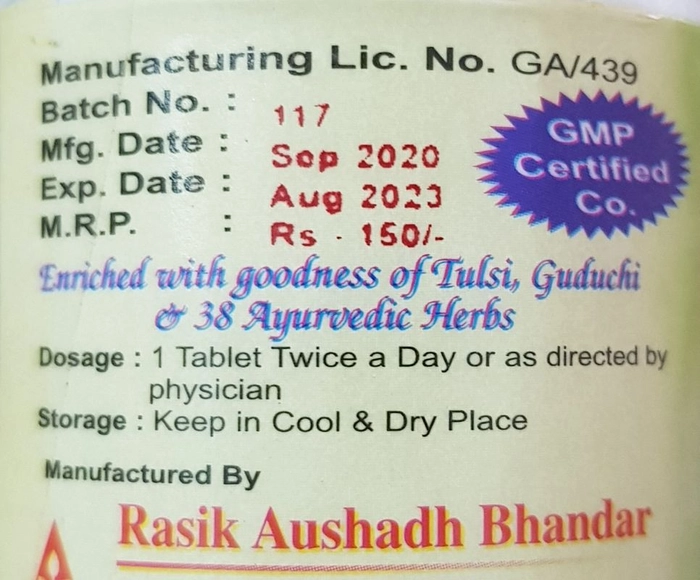 Manufacturing Lic. No. GA/439
Batch No. : 117
Mfg. Date : Sep 2020
Exp. Date : Aug 2023
M.R.P. : Rs - 150/-
GMP
Certified
Co.
Enriched with goodness of Tulsi, Guduchi
& 38 Ayurvedic Herbs
Dosage : 1 Tablet Twice a Day or as directed by
physician
Storage : Keep in Cool & Dry Place
Manufactured By
Rasik Aushadh Bhandar